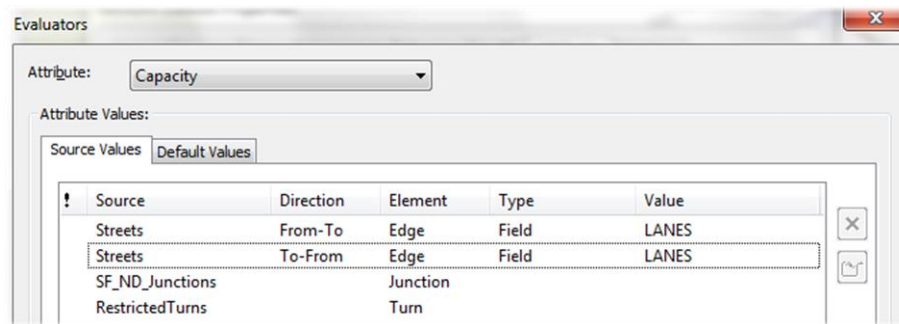 Evaluators
Attribute: Capacity
Attribute Values:
Source Values Default Values
! Source Direction Element Type Value
Streets From-To Edge Field LANES
Streets To-From Edge Field LANES
SF_ND_Junctions Junction
RestrictedTurns Turn